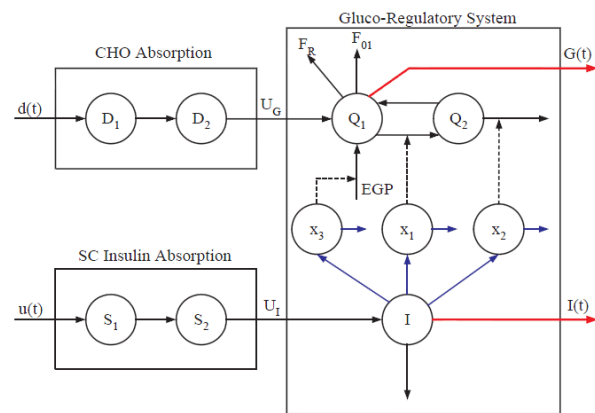 Gluco-Regulatory System
F_R
F_01
G(t)
CHO Absorption
d(t)
D_1
D_2
U_G
Q_1
Q_2
EGP
x_3
x_1
x_2
SC Insulin Absorption
u(t)
S_1
S_2
U_I
I
I(t)